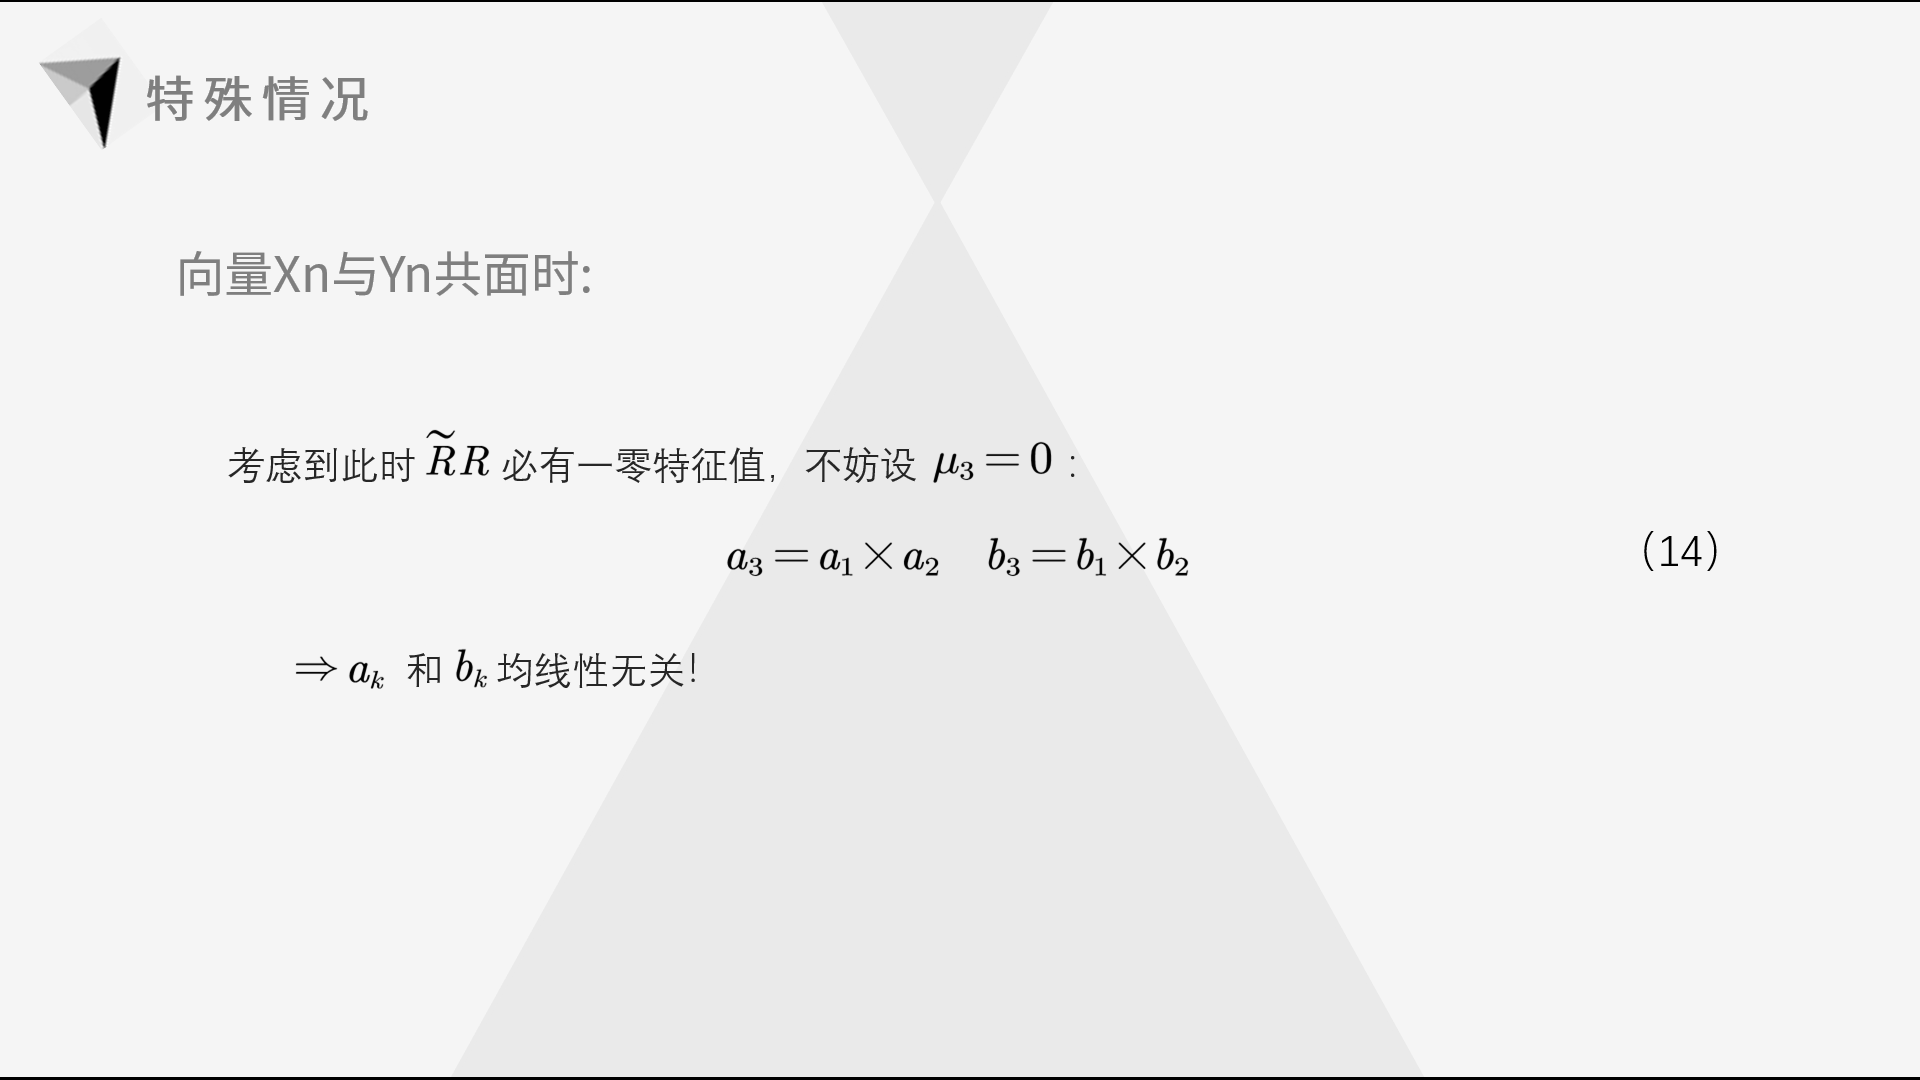 特殊情况
向量Xn与Yn共面时:
考虑到此时 R̃R 必有一零特征值，不妨设 μ₃=0：
a₃=a₁×a₂ b₃=b₁×b₂ （14）
⇒aₖ 和 bₖ 均线性无关！